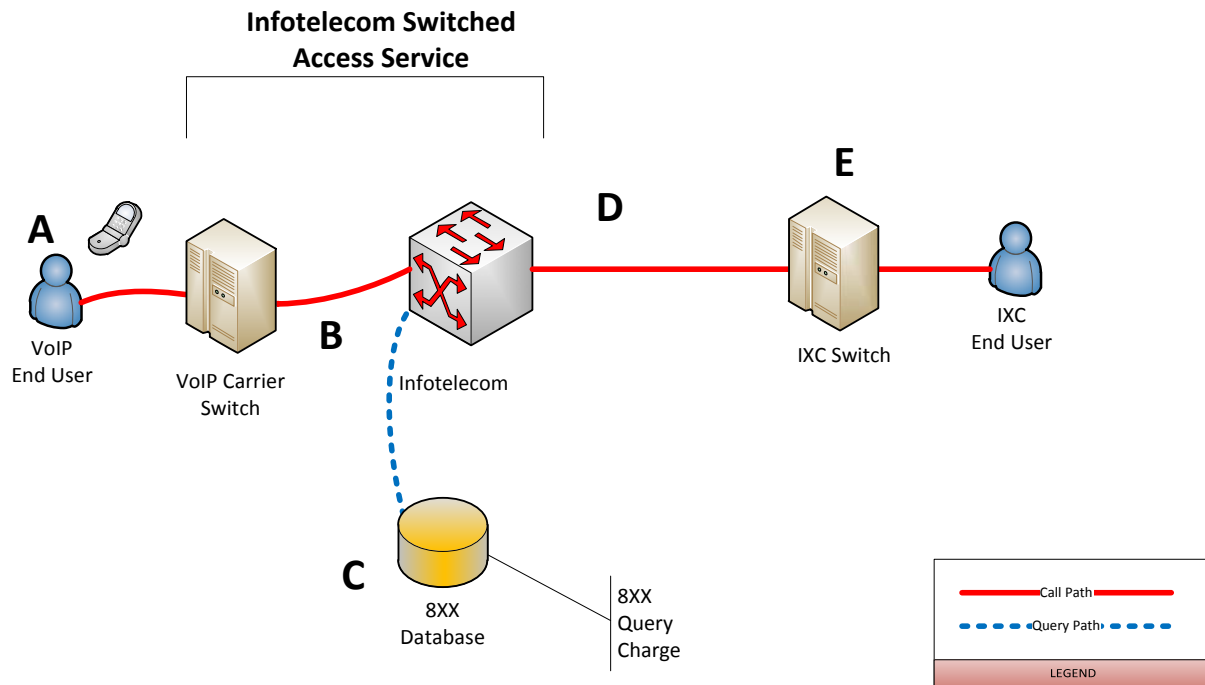 Infotelecom Switched
Access Service
A
VoIP
End User
VoIP Carrier
Switch
B
Infotelecom
D
E
IXC Switch
IXC
End User
C
8XX
Database
8XX
Query
Charge
Call Path
Query Path
LEGEND